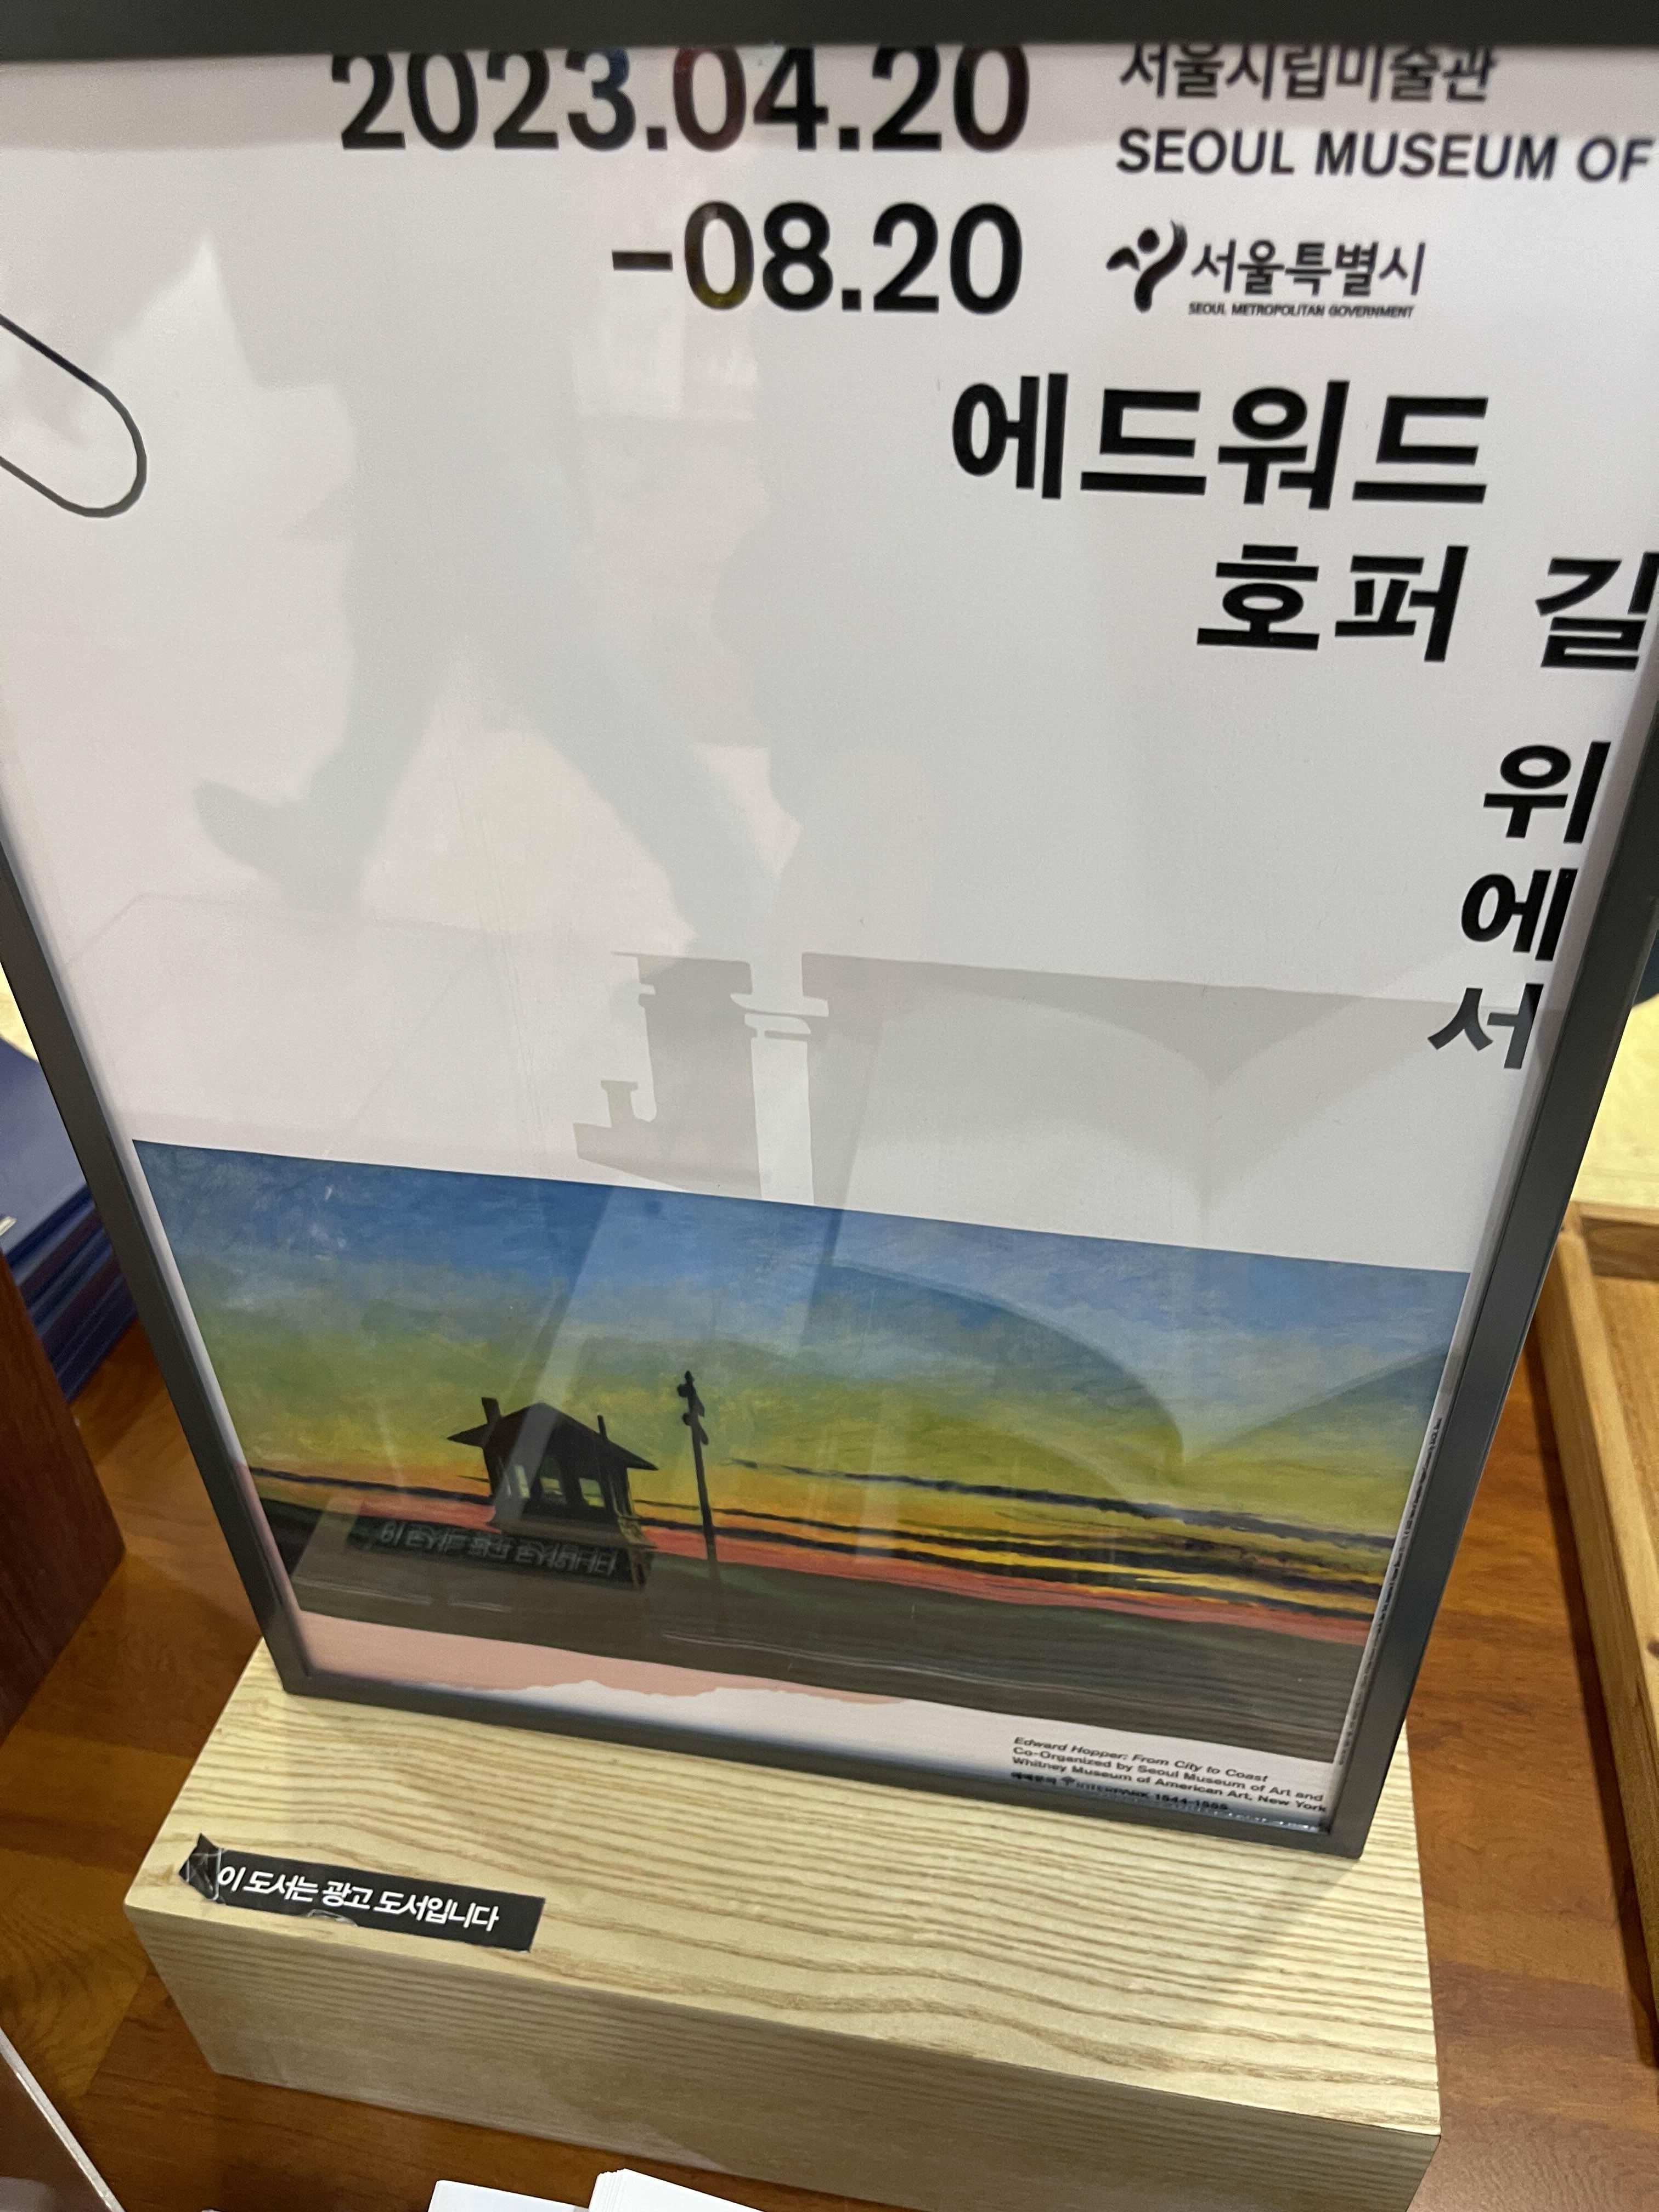 2023.04.20
-08.20
서울시립미술관
SEOUL MUSEUM OF
서울특별시
SEOUL METROPOLITAN GOVERNMENT
에드워드
호퍼 길
위
에
서
Edward Hopper: From City to Coast
Co-Organized by Seoul Museum of Art and
Whitney Museum of American Art, New York
INTERPARK 1544-1555
이 도서는 광고 도서입니다